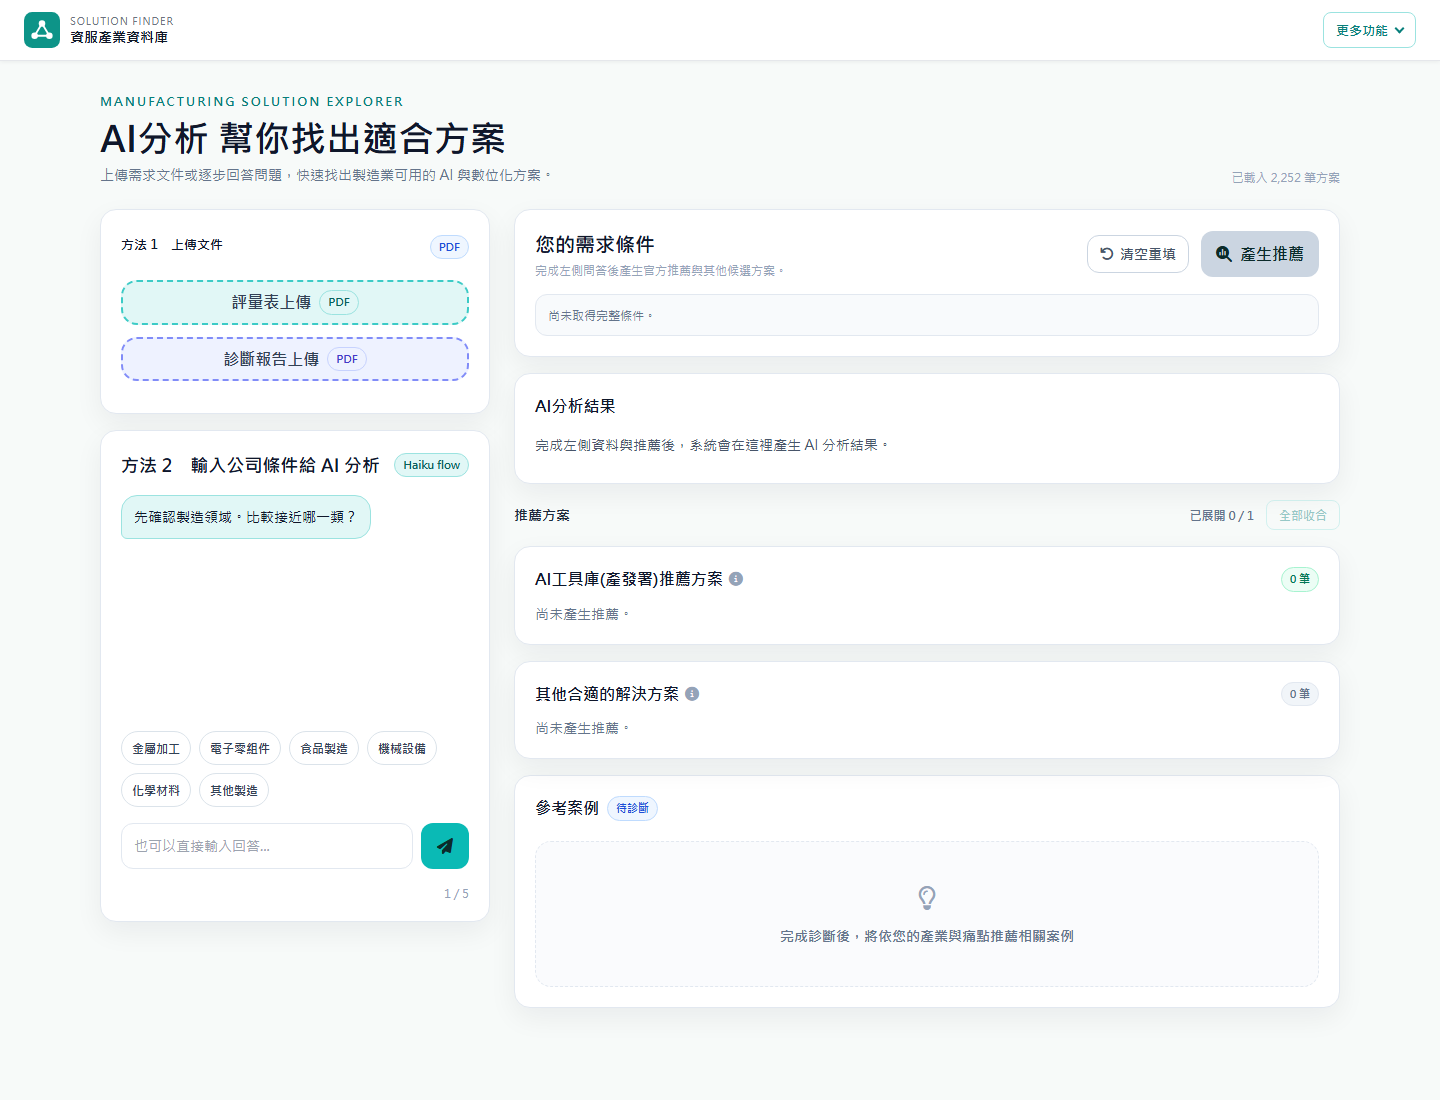 SOLUTION FINDER
資服產業資料庫
更多功能
MANUFACTURING SOLUTION EXPLORER
AI分析 幫你找出適合方案
上傳需求文件或逐步回答問題，快速找出製造業可用的 AI 與數位化方案。
已載入 2,252 筆方案
方法 1 上傳文件
PDF
評量表上傳 PDF
診斷報告上傳 PDF
方法 2 輸入公司條件給 AI 分析
Haiku flow
先確認製造領域。比較接近哪一類？
金屬加工 電子零組件 食品製造 機械設備
化學材料 其他製造
也可以直接輸入回答...
1 / 5
您的需求條件
完成左側問答後產生官方推薦與其他候選方案。
清空重填
產生推薦
尚未取得完整條件。
AI分析結果
完成左側資料與推薦後，系統會在這裡產生 AI 分析結果。
推薦方案
已展開 0 / 1
全部收合
AI工具庫(產發署)推薦方案
0 筆
尚未產生推薦。
其他合適的解決方案
0 筆
尚未產生推薦。
參考案例
待診斷
完成診斷後，將依您的產業與痛點推薦相關案例